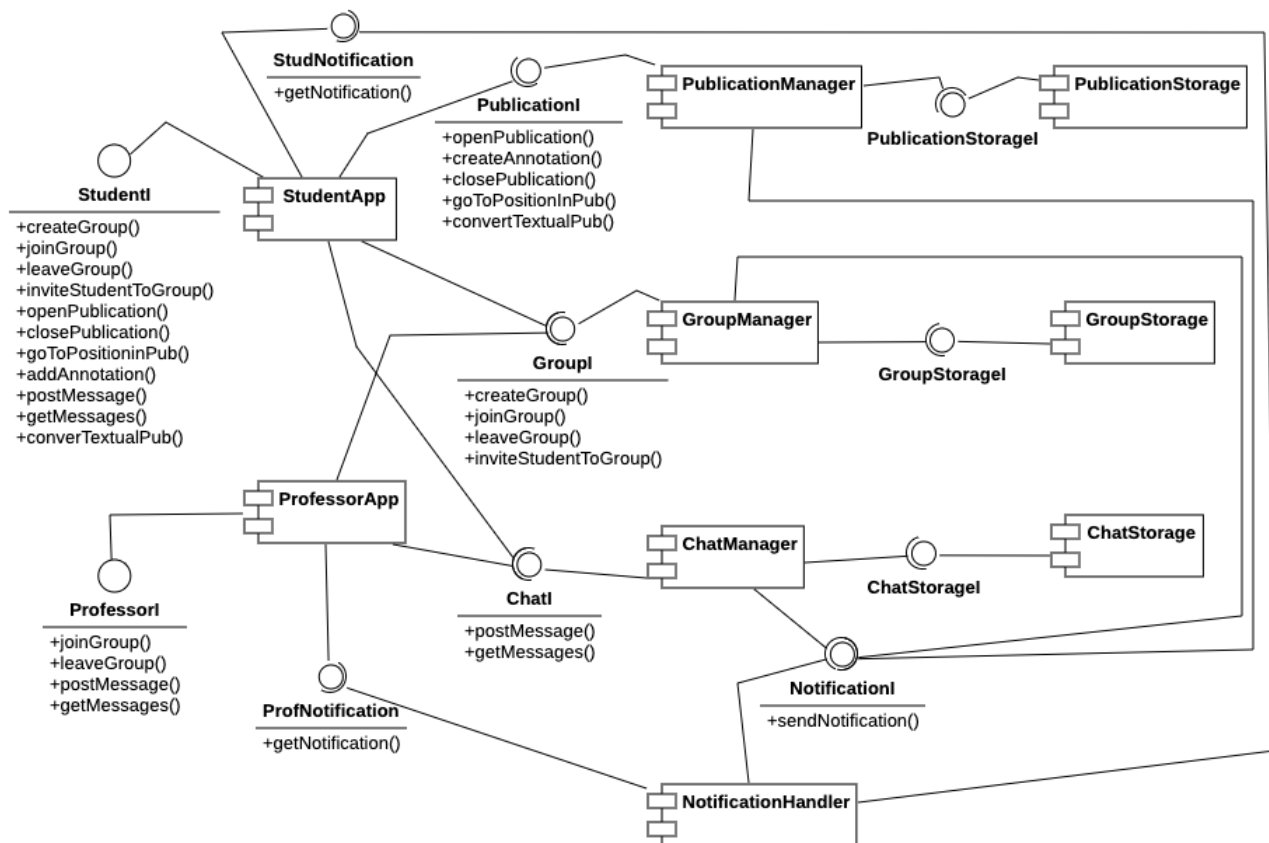 StudNotification
+getNotification()
PublicationI
+openPublication()
+createAnnotation()
+closePublication()
+goToPositionInPub()
+convertTextualPub()
PublicationManager
PublicationStorageI
PublicationStorage
StudentI
+createGroup()
+joinGroup()
+leaveGroup()
+inviteStudentToGroup()
+openPublication()
+closePublication()
+goToPositioninPub()
+addAnnotation()
+postMessage()
+getMessages()
+converTextualPub()
StudentApp
GroupI
+createGroup()
+joinGroup()
+leaveGroup()
+inviteStudentToGroup()
GroupManager
GroupStorageI
GroupStorage
ProfessorApp
ProfessorI
+joinGroup()
+leaveGroup()
+postMessage()
+getMessages()
ChatI
+postMessage()
+getMessages()
ChatManager
ChatStorageI
ChatStorage
ProfNotification
+getNotification()
NotificationI
+sendNotification()
NotificationHandler